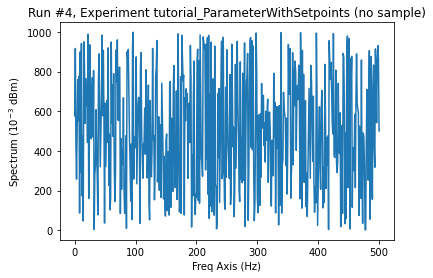 Run #4, Experiment tutorial_ParameterWithSetpoints (no sample)
1000
800
600
400
200
0
Spectrum (10⁻³ dBm)
0 100 200 300 400 500
Freq Axis (Hz)